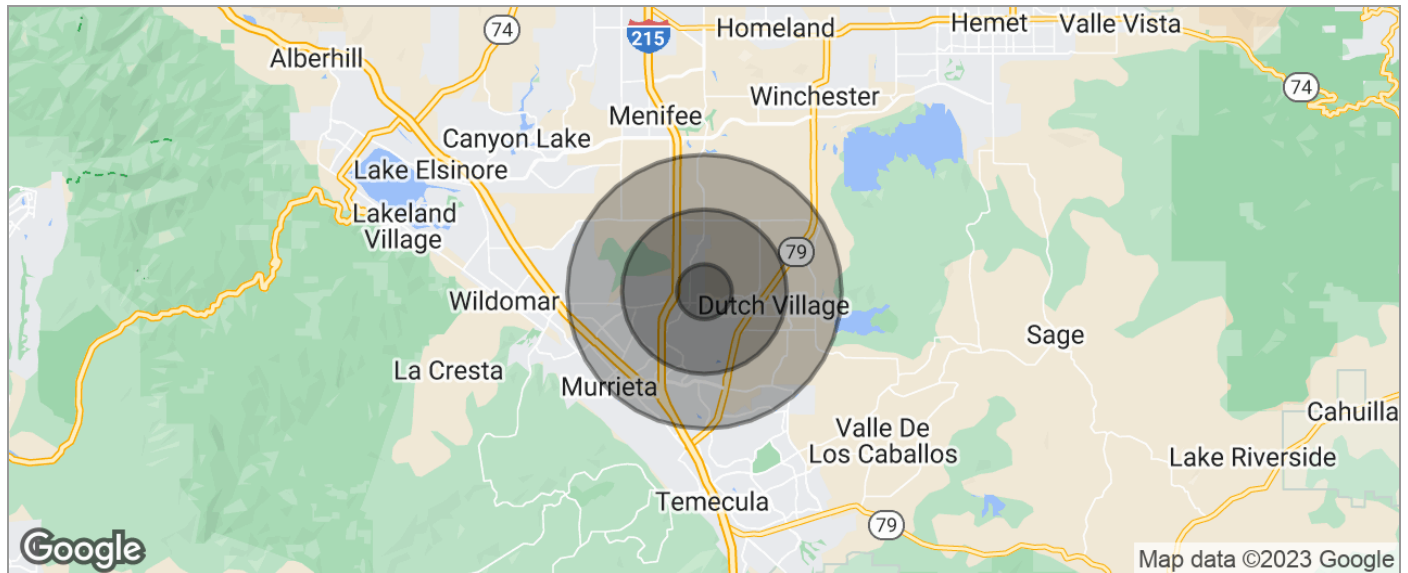 Homeland
Hemet
Valle Vista
74
215
Alberhill
74
Winchester
Menifee
Canyon Lake
Lake Elsinore
Lakeland
Village
79
Wildomar
Dutch Village
Sage
La Cresta
Murrieta
Cahuilla
Valle De
Los Caballos
Lake Riverside
Temecula
79
Google
Map data ©2023 Google